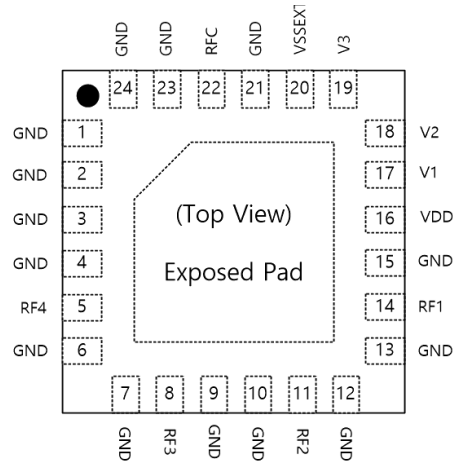 GND GND RFC GND VSSEXT V3
24 23 22 21 20 19
GND 1 18 V2
GND 2 17 V1
GND 3 (Top View) 16 VDD
GND 4 Exposed Pad 15 GND
RF4 5 14 RF1
GND 6 13 GND
7 8 9 10 11 12
GND RF3 GND GND RF2 GND